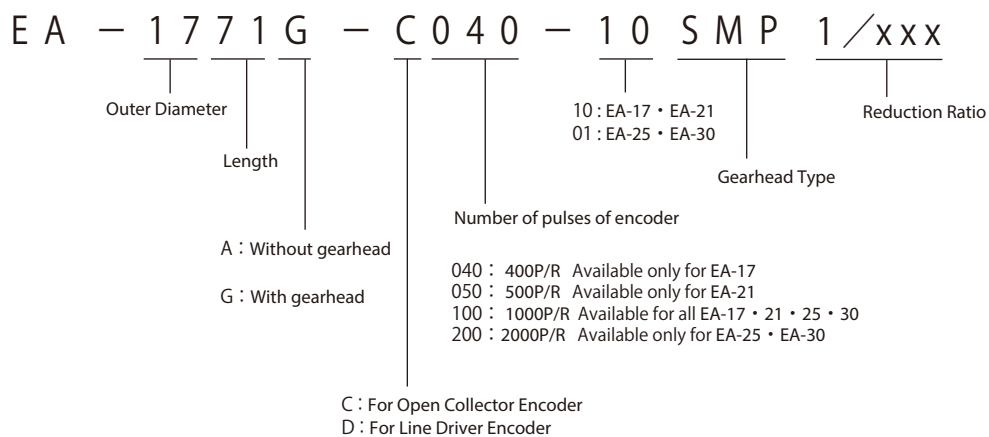 EA - 1771G - C040 - 10 SMP 1/xxx
Outer Diameter
Length
A : Without gearhead
G : With gearhead
C : For Open Collector Encoder
D : For Line Driver Encoder
Number of pulses of encoder
040 : 400P/R Available only for EA-17
050 : 500P/R Available only for EA-21
100 : 1000P/R Available for all EA-17・21・25・30
200 : 2000P/R Available only for EA-25・EA-30
10 : EA-17・EA-21
01 : EA-25・EA-30
Gearhead Type
Reduction Ratio